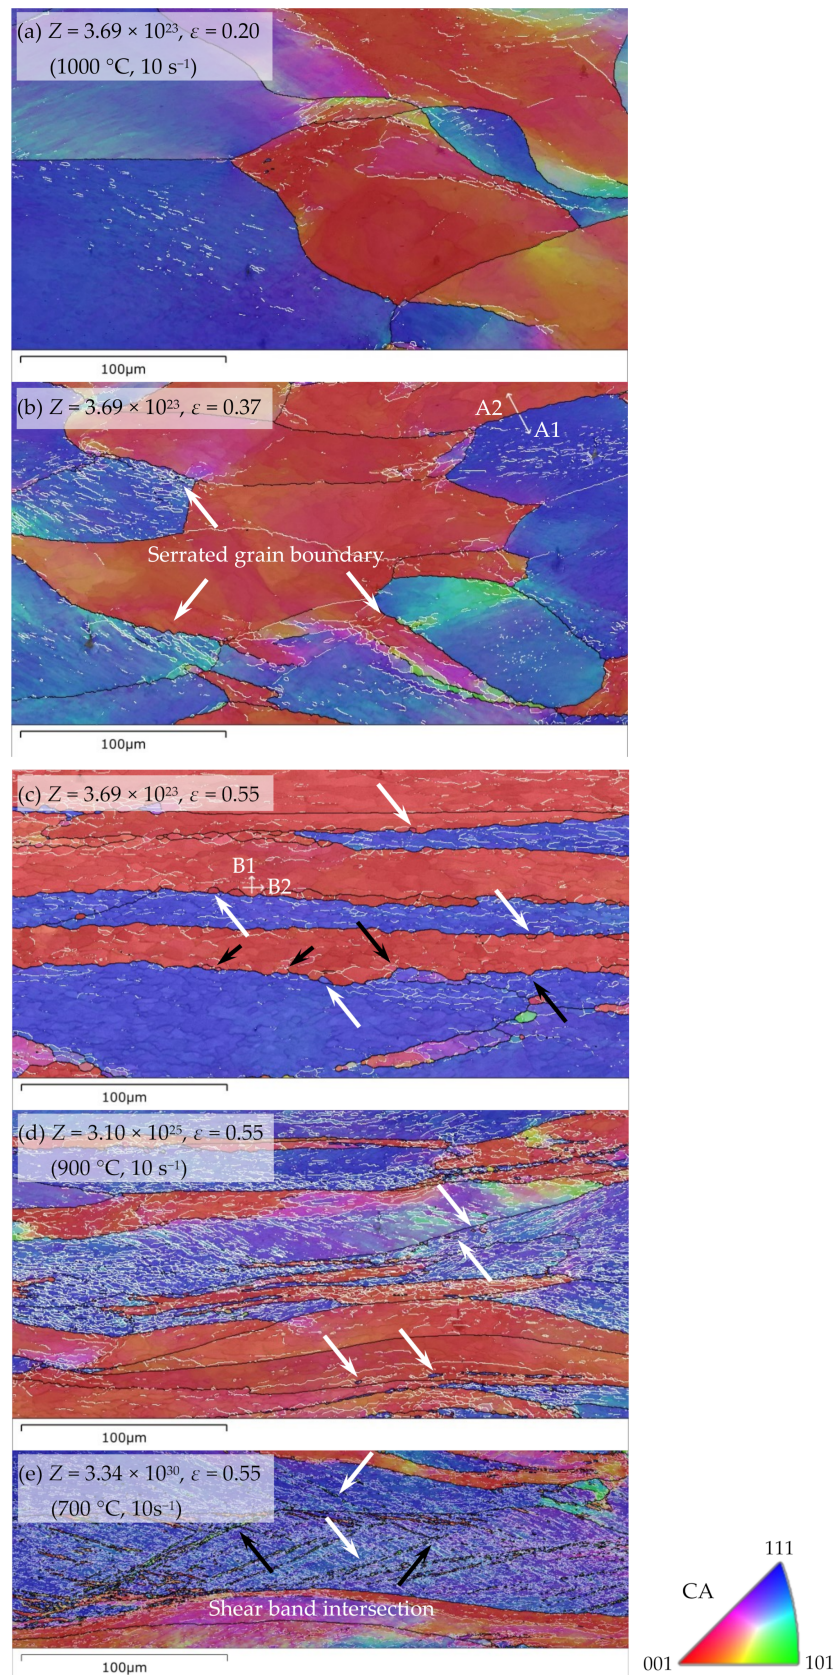 (a) Z = 3.69 × 10²³, ε = 0.20
(1000 °C, 10 s⁻¹)
100µm
(b) Z = 3.69 × 10²³, ε = 0.37
A2
A1
Serrated grain boundary
100µm
(c) Z = 3.69 × 10²³, ε = 0.55
B1
B2
100µm
(d) Z = 3.10 × 10²⁵, ε = 0.55
(900 °C, 10 s⁻¹)
100µm
(e) Z = 3.34 × 10³⁰, ε = 0.55
(700 °C, 10s⁻¹)
Shear band intersection
100µm
111
CA
001
101